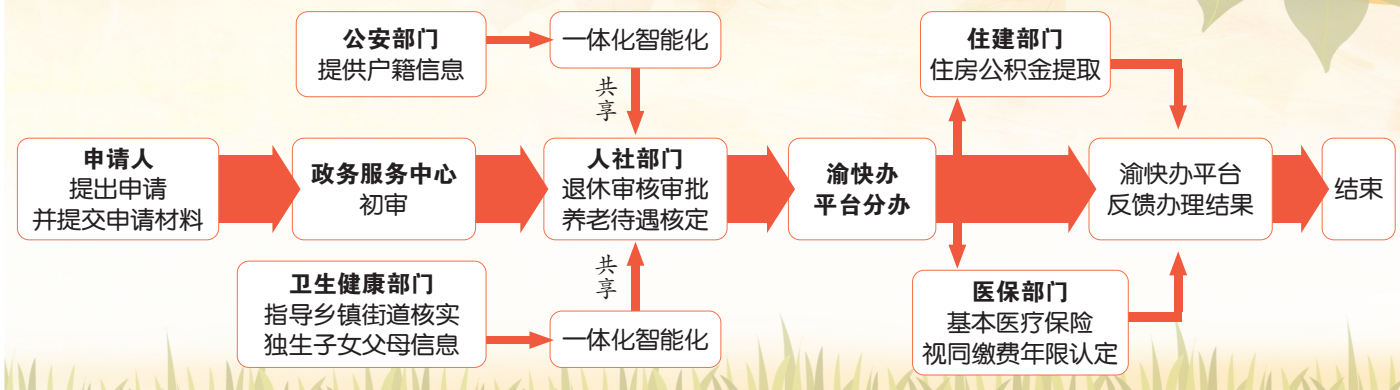 公安部门
提供户籍信息
一体化智能化
共享
住建部门
住房公积金提取
申请人
提出申请
并提交申请材料
政务服务中心
初审
人社部门
退休审核审批
养老待遇核定
渝快办
平台分办
渝快办平台
反馈办理结果
结束
卫生健康部门
指导乡镇街道核实
独生子女父母信息
一体化智能化
共享
医保部门
基本医疗保险
视同缴费年限认定